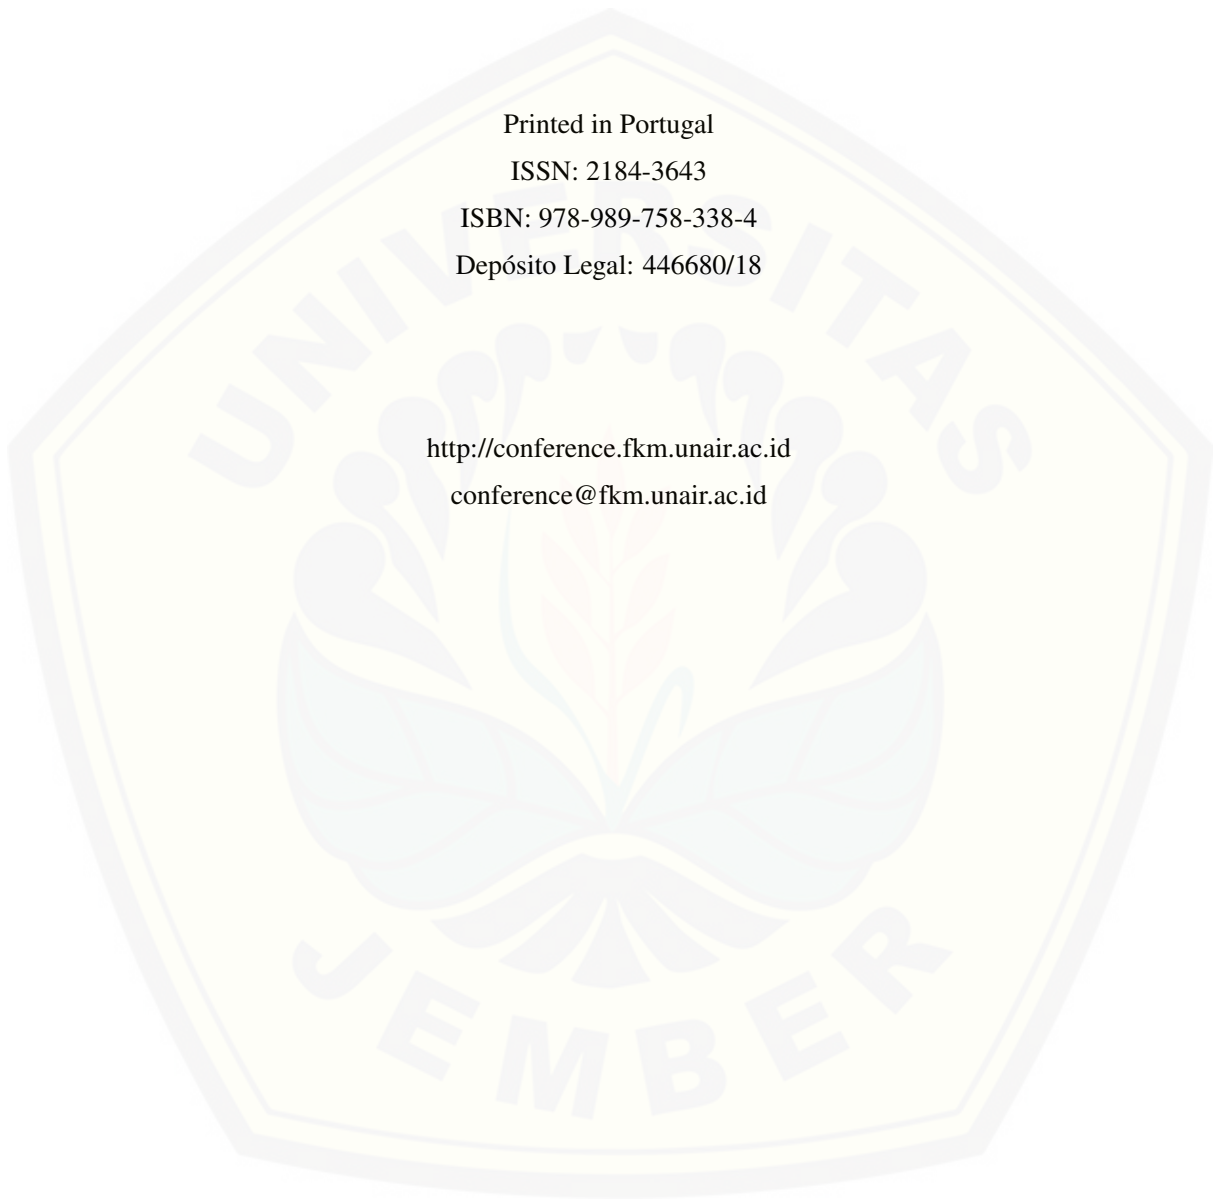 Printed in Portugal
ISSN: 2184-3643
ISBN: 978-989-758-338-4
Depósito Legal: 446680/18
UNIVERSITAS
http://conference.fkm.unair.ac.id
conference@fkm.unair.ac.id
JEMBER